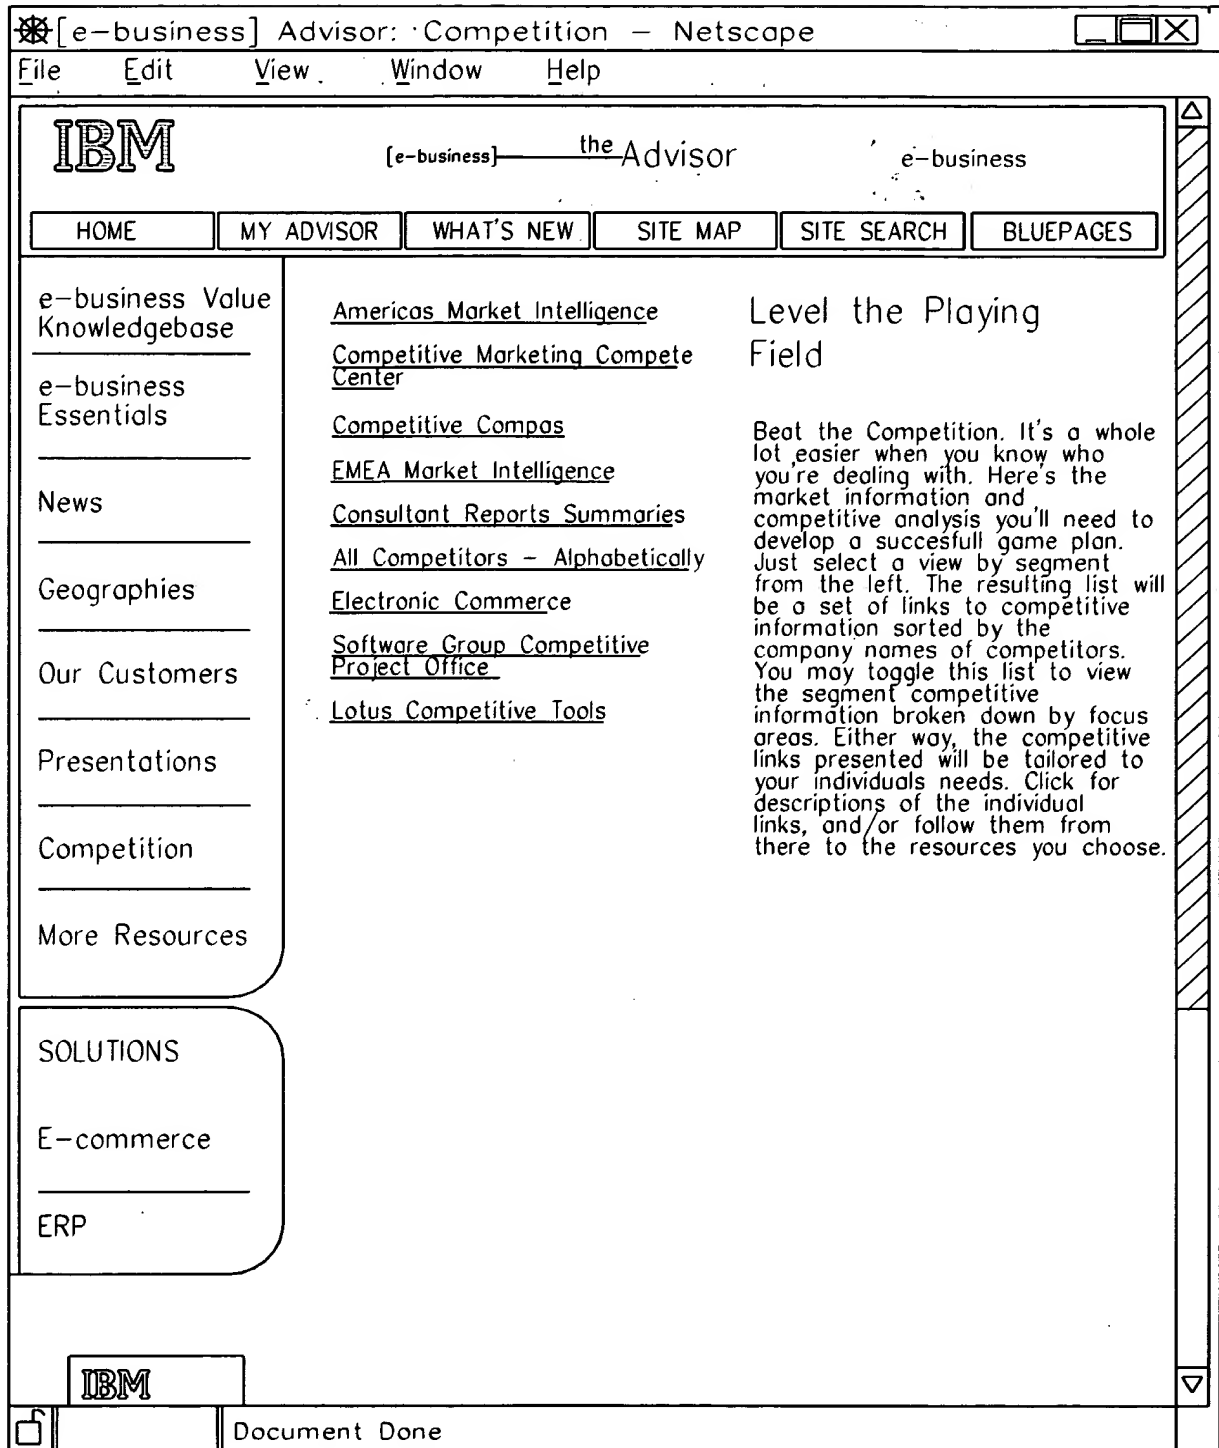 [e-business] Advisor: Competition - Netscape
File Edit View Window Help
IBM
[e-business] the Advisor
e-business
HOME MY ADVISOR WHAT'S NEW SITE MAP SITE SEARCH BLUEPAGES
e-business Value
Knowledgebase
e-business
Essentials
News
Geographies
Our Customers
Presentations
Competition
More Resources
SOLUTIONS
E-commerce
ERP
Americas Market Intelligence
Competitive Marketing Compete
Center
Competitive Compas
EMEA Market Intelligence
Consultant Reports Summaries
All Competitors - Alphabetically
Electronic Commerce
Software Group Competitive
Project Office
Lotus Competitive Tools
Level the Playing
Field
Beat the Competition. It's a whole
lot easier when you know who
you're dealing with. Here's the
market information and
competitive analysis you'll need to
develop a succesfull game plan.
Just select a view by segment
from the left. The resulting list will
be a set of links to competitive
information sorted by the
company names of competitors.
You may toggle this list to view
the segment competitive
information broken down by focus
areas. Either way, the competitive
links presented will be tailored to
your individuals needs. Click for
descriptions of the individual
links, and/or follow them from
there to the resources you choose.
IBM
Document Done